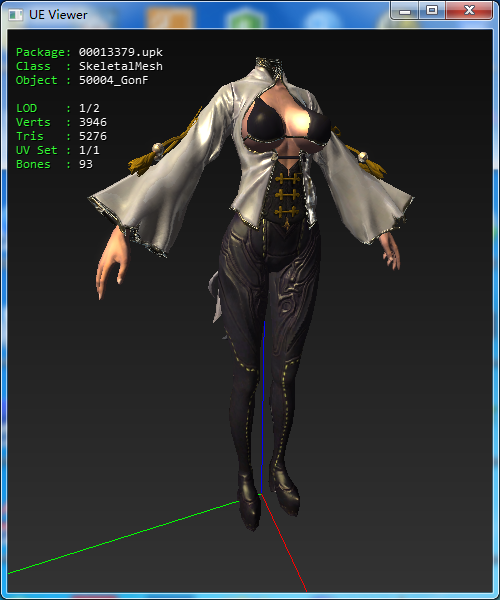 UE Viewer
Package: 00013379.upk
Class : SkeletalMesh
Object : 50004_GonF
LOD : 1/2
Verts : 3946
Tris : 5276
UV Set : 1/1
Bones : 93